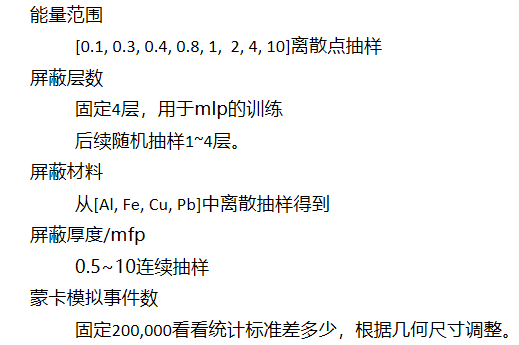 能量范围
[0.1, 0.3, 0.4, 0.8, 1, 2, 4, 10]离散点抽样
屏蔽层数
固定4层，用于mlp的训练
后续随机抽样1~4层。
屏蔽材料
从[Al, Fe, Cu, Pb]中离散抽样得到
屏蔽厚度/mfp
0.5~10连续抽样
蒙卡模拟事件数
固定200,000看看统计标准差多少，根据几何尺寸调整。